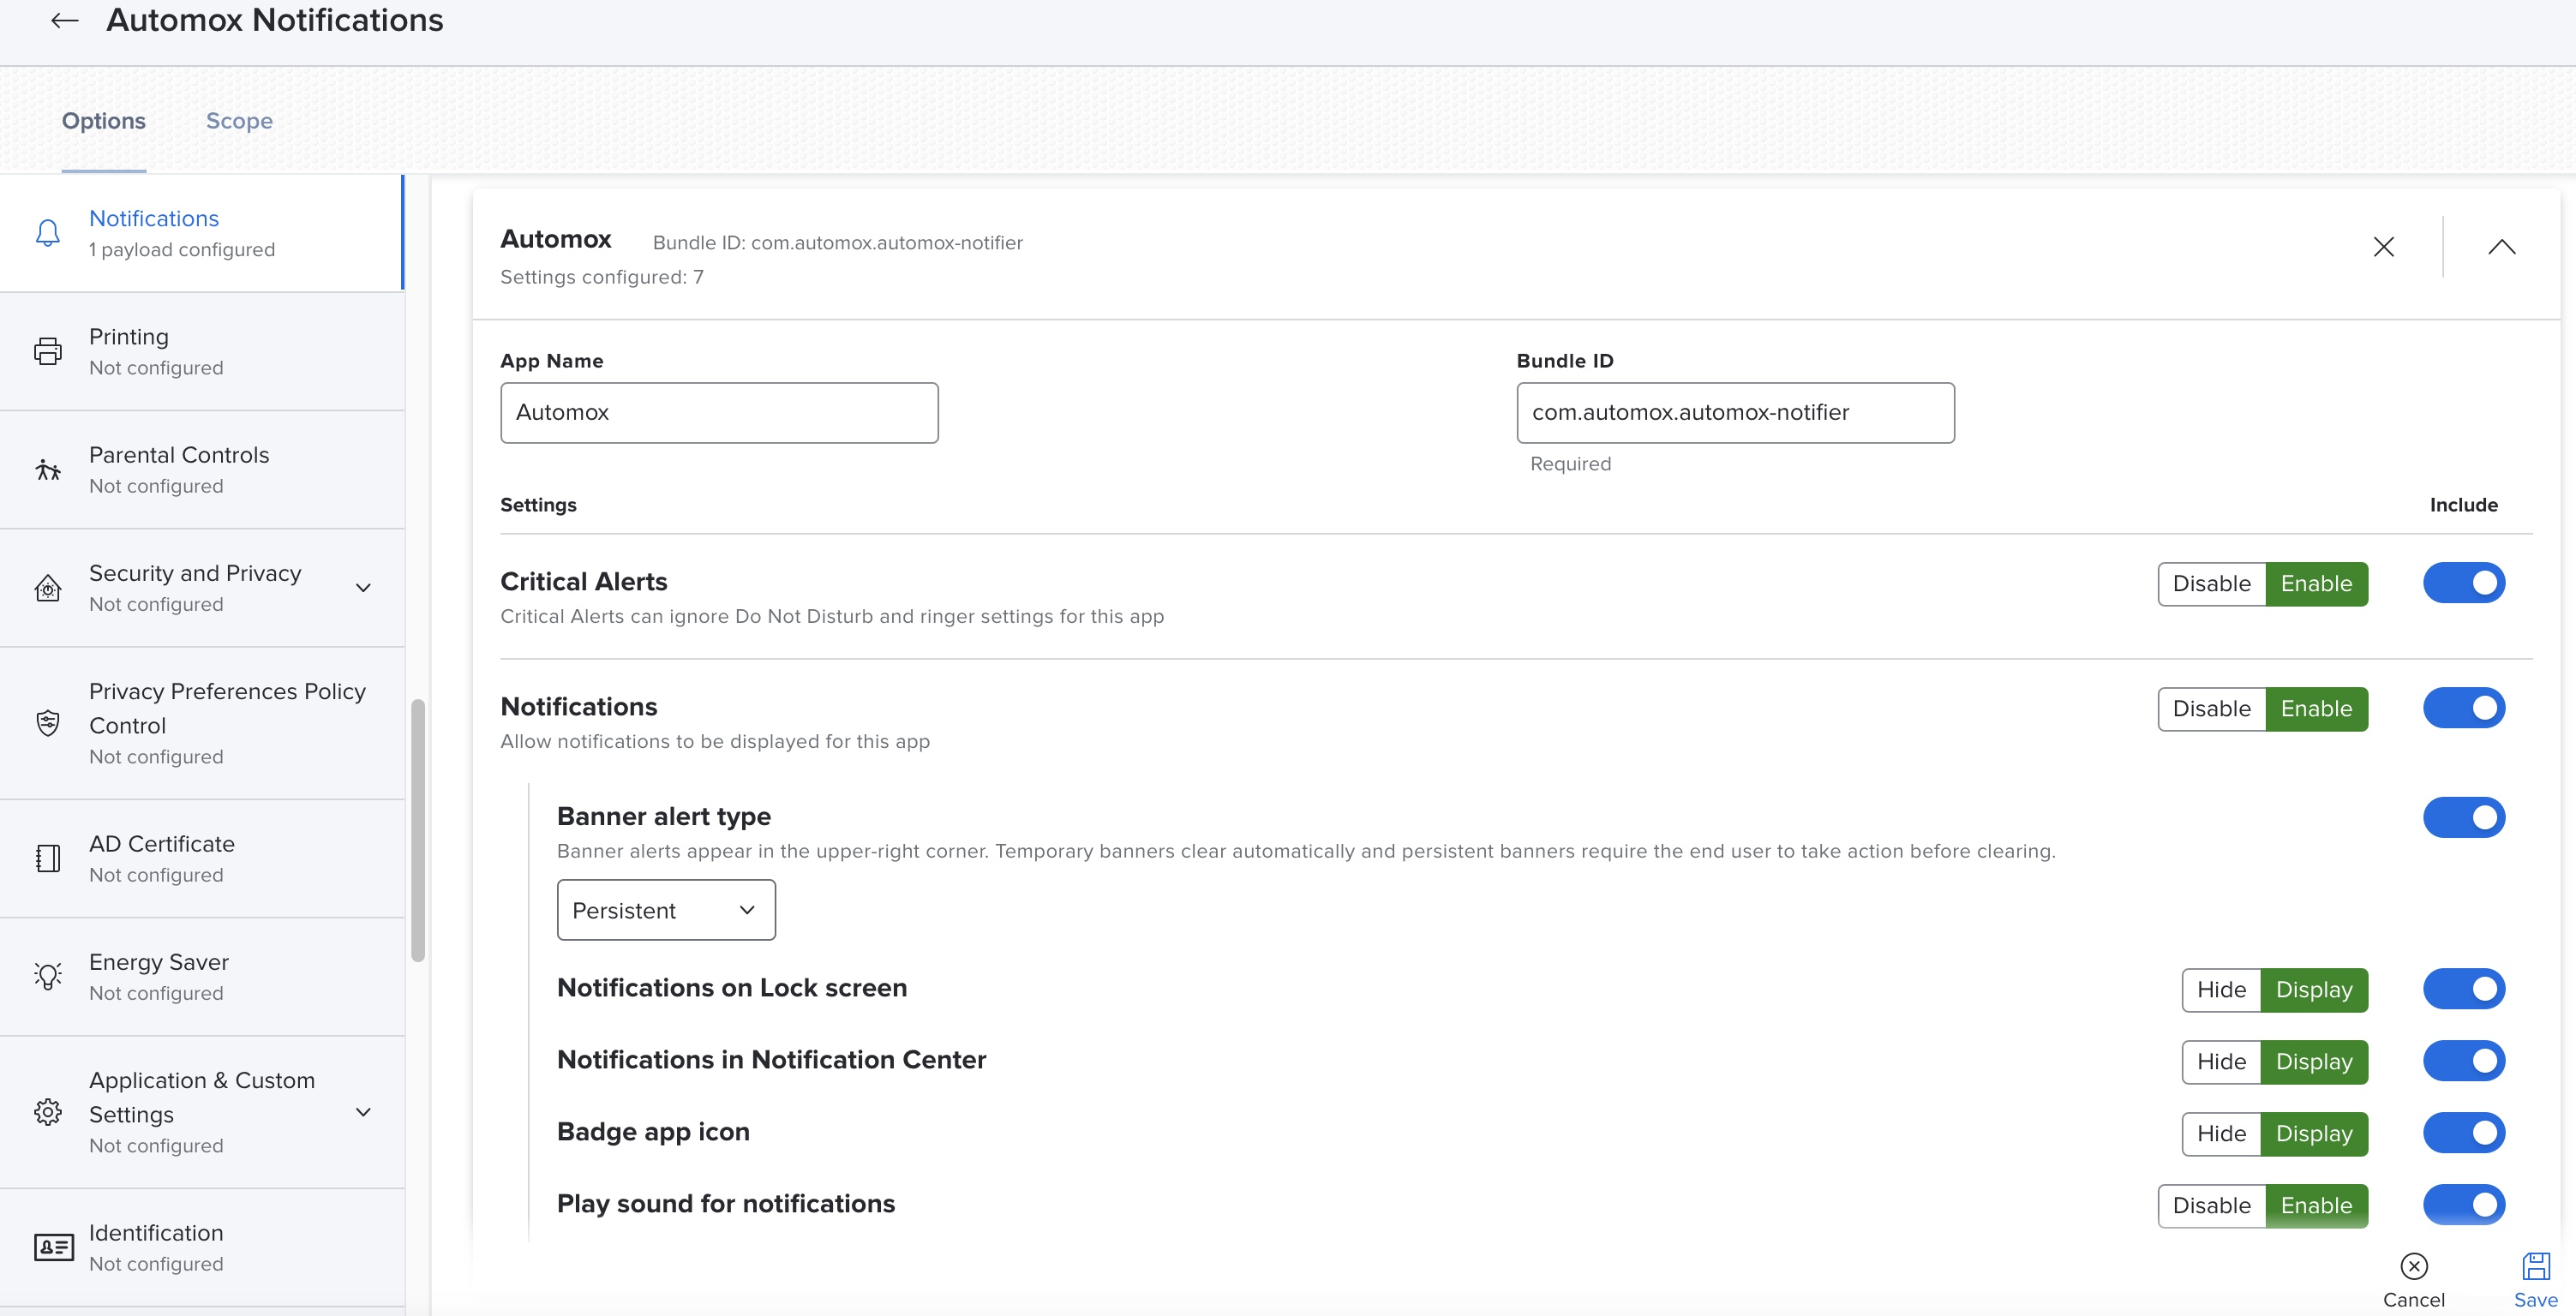 Automox Notifications
Options
Scope
Notifications
1 payload configured
Printing
Not configured
Parental Controls
Not configured
Security and Privacy
Not configured
Privacy Preferences Policy
Control
Not configured
AD Certificate
Not configured
Energy Saver
Not configured
Application & Custom
Settings
Not configured
Identification
Not configured
Automox Bundle ID: com.automox.automox-notifier
Settings configured: 7
App Name
Automox
Bundle ID
com.automox.automox-notifier
Required
Settings Include
Critical Alerts Disable Enable
Critical Alerts can ignore Do Not Disturb and ringer settings for this app
Notifications Disable Enable
Allow notifications to be displayed for this app
Banner alert type
Banner alerts appear in the upper-right corner. Temporary banners clear automatically and persistent banners require the end user to take action before clearing.
Persistent
Notifications on Lock screen Hide Display
Notifications in Notification Center Hide Display
Badge app icon Hide Display
Play sound for notifications Disable Enable
Cancel Save